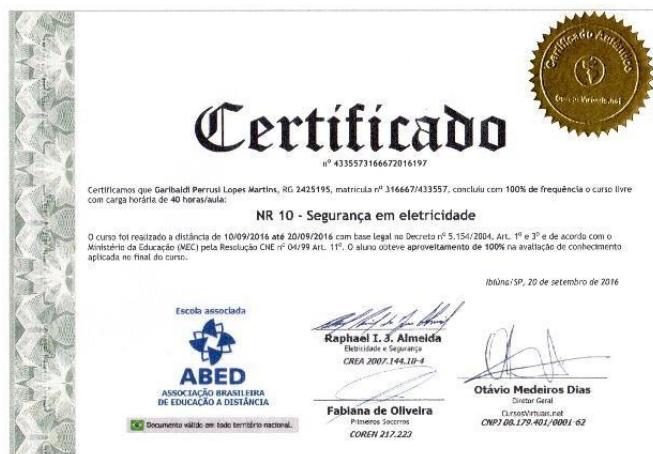 Certificado Autêntico
Certificado
nº 4335573166672016197
Certificamos que Garibaldi Perrusi Lopes Martins, RG 2425195, matrícula nº 316667/433557, concluiu com 100% de frequência o curso livre
com carga horária de 40 horas/aula:
NR 10 - Segurança em eletricidade
O curso foi realizado a distância de 10/09/2016 até 20/09/2016 com base legal no Decreto nº 5.154/2004, Art. 1º e 3º e de acordo com o
Ministério da Educação (MEC) pela Resolução CNE nº 04/99 Art. 11º. O aluno obteve aproveitamento de 100% na avaliação de conhecimento
aplicada no final do curso.
Ibiúna/SP, 20 de setembro de 2016
Escola associada
ABED
ASSOCIAÇÃO BRASILEIRA
DE EDUCAÇÃO A DISTÂNCIA
Documento válido em todo território nacional.
Raphael I. J. Almeida
Eletricidade e Segurança
CREA 2007.144.10-4
Fabiana de Oliveira
Primeiros Socorros
COREN 217.223
Otávio Medeiros Dias
Diretor Geral
CursosVirtuais.net
CNPJ 08.179.401/0001-62